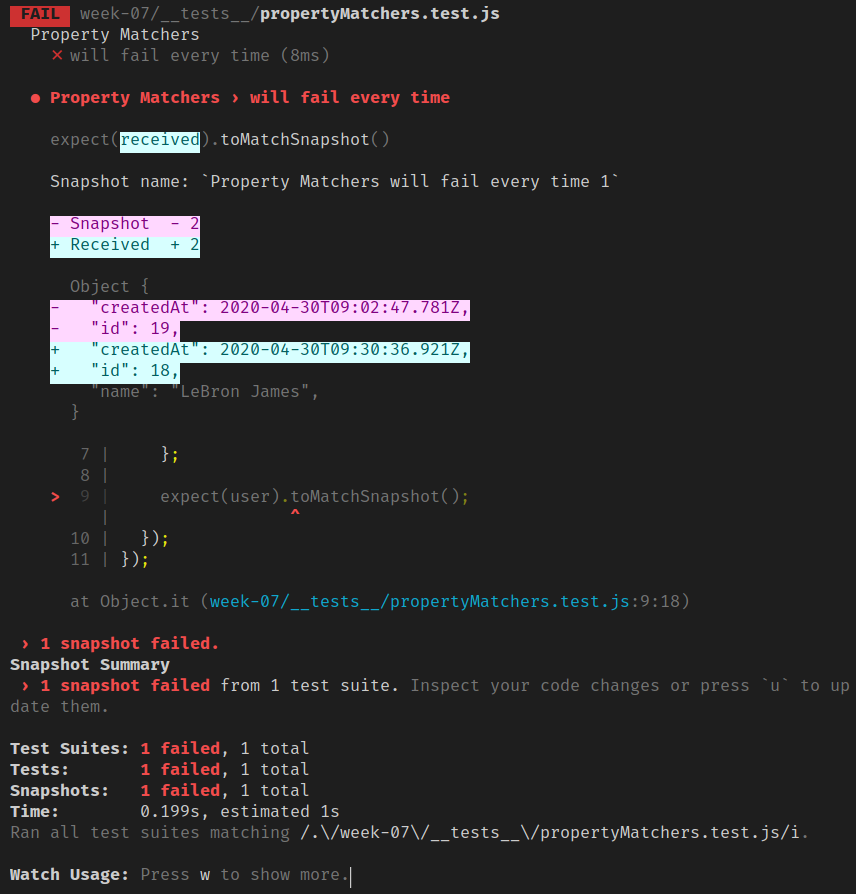 FAIL week-07/__tests__/propertyMatchers.test.js
Property Matchers
✕ will fail every time (8ms)
● Property Matchers › will fail every time
expect(received).toMatchSnapshot()
Snapshot name: `Property Matchers will fail every time 1`
- Snapshot - 2
+ Received + 2
Object {
- "createdAt": 2020-04-30T09:02:47.781Z,
- "id": 19,
+ "createdAt": 2020-04-30T09:30:36.921Z,
+ "id": 18,
"name": "LeBron James",
}
7 | };
8 |
> 9 | expect(user).toMatchSnapshot();
| ^
10 | });
11 | });
at Object.it (week-07/__tests__/propertyMatchers.test.js:9:18)
› 1 snapshot failed.
Snapshot Summary
› 1 snapshot failed from 1 test suite. Inspect your code changes or press `u` to up
date them.
Test Suites: 1 failed, 1 total
Tests: 1 failed, 1 total
Snapshots: 1 failed, 1 total
Time: 0.199s, estimated 1s
Ran all test suites matching /.\/week-07\/__tests__\/propertyMatchers.test.js/i.
Watch Usage: Press w to show more.